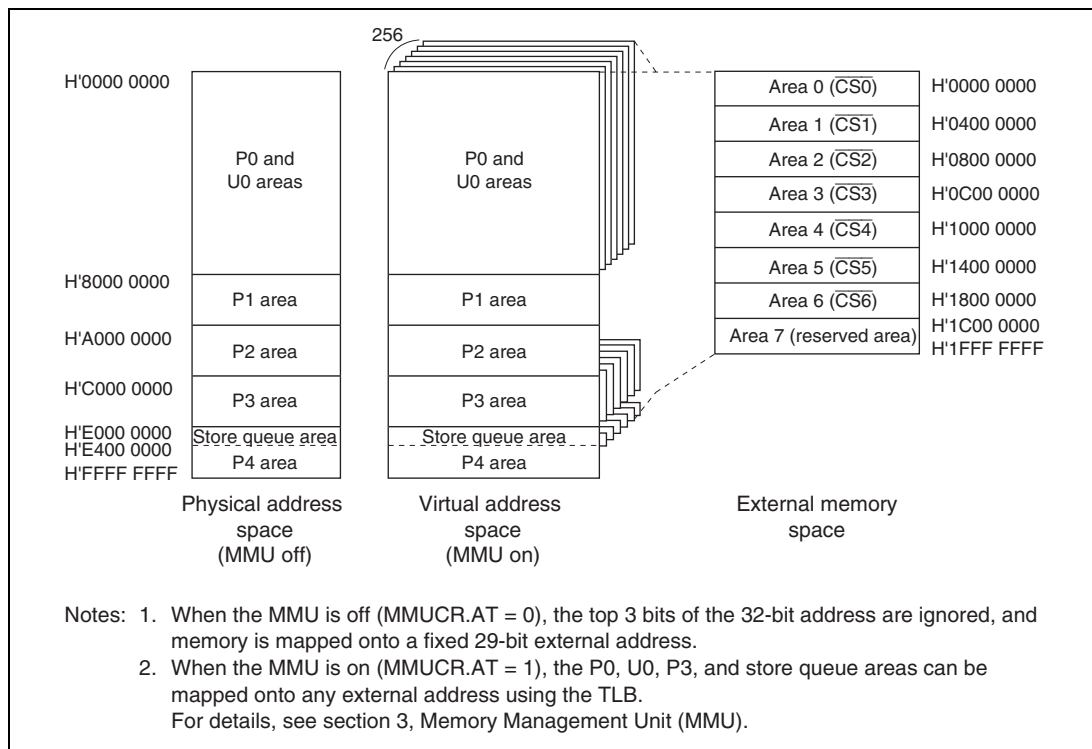 256
H'0000 0000
P0 and
U0 areas
P0 and
U0 areas
H'8000 0000
P1 area
P1 area
H'A000 0000
P2 area
P2 area
H'C000 0000
P3 area
P3 area
H'E000 0000
Store queue area
Store queue area
H'E400 0000
P4 area
P4 area
H'FFFF FFFF
Area 0 (C̅S̅0̅)
H'0000 0000
Area 1 (C̅S̅1̅)
H'0400 0000
Area 2 (C̅S̅2̅)
H'0800 0000
Area 3 (C̅S̅3̅)
H'0C00 0000
Area 4 (C̅S̅4̅)
H'1000 0000
Area 5 (C̅S̅5̅)
H'1400 0000
Area 6 (C̅S̅6̅)
H'1800 0000
Area 7 (reserved area)
H'1C00 0000
H'1FFF FFFF
Physical address
space
(MMU off)
Virtual address
space
(MMU on)
External memory
space
Notes: 1. When the MMU is off (MMUCR.AT = 0), the top 3 bits of the 32-bit address are ignored, and
memory is mapped onto a fixed 29-bit external address.
2. When the MMU is on (MMUCR.AT = 1), the P0, U0, P3, and store queue areas can be
mapped onto any external address using the TLB.
For details, see section 3, Memory Management Unit (MMU).